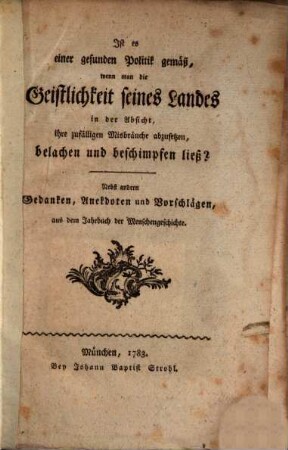 Ist es
einer gesunden Politik gemäß,
wenn man die
Geistlichkeit seines Landes
in der Absicht,
ihre zufälligen Misbräuche abzusetzen,
belachen und beschimpfen ließ?
Nebst andern
Gedanken, Anekdoten und Vorschlägen,
aus dem Jahrbuch der Menschengeschichte.
München, 1783.
Bey Johann Baptist Strobl.